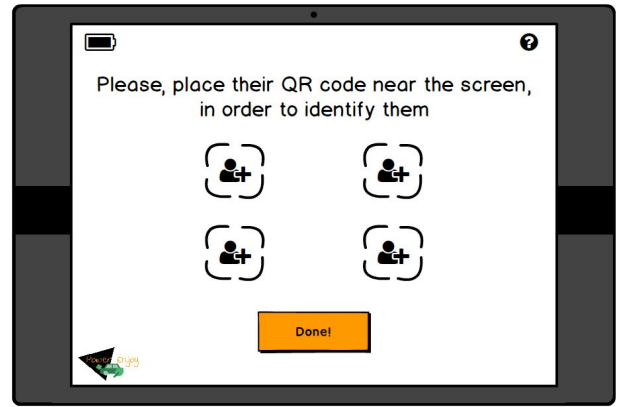 Please, place their QR code near the screen,
in order to identify them
Done!
Power enjoy